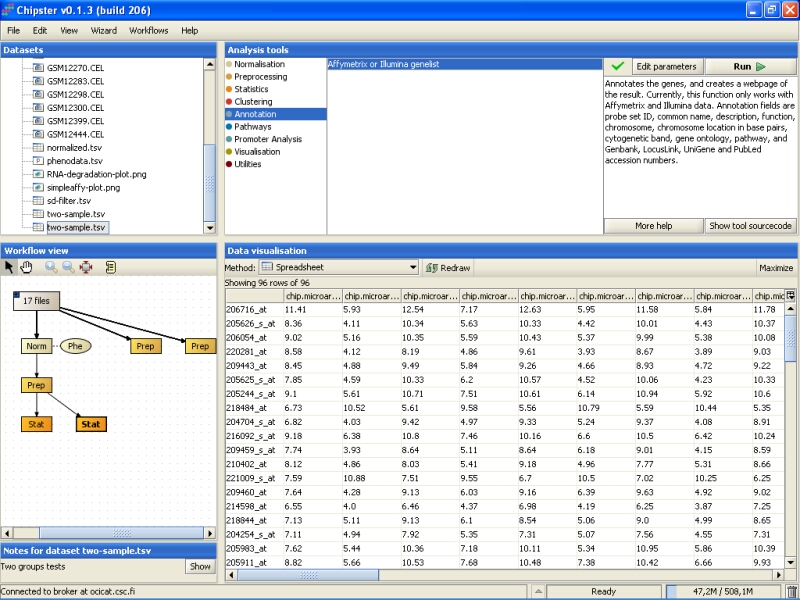 Chipster v0.1.3 (build 206)
File Edit View Wizard Workflows Help
Datasets
GSM12270.CEL
GSM12283.CEL
GSM12298.CEL
GSM12300.CEL
GSM12399.CEL
GSM12444.CEL
normalized.tsv
phenodata.tsv
RNA-degradation-plot.png
simpleaffy-plot.png
sd-filter.tsv
two-sample.tsv
two-sample.tsv
Analysis tools
Normalisation
Preprocessing
Statistics
Clustering
Annotation
Pathways
Promoter Analysis
Visualisation
Utilities
Affymetrix or Illumina genelist
Edit parameters Run
Annotates the genes, and creates a webpage of
the result. Currently, this function only works with
Affymetrix and Illumina data. Annotation fields are
probe set ID, common name, description, function,
chromosome, chromosome location in base pairs,
cytogenetic band, gene ontology, pathway, and
Genbank, LocusLink, UniGene and PubLed
accession numbers.
More help Show tool sourcecode
Workflow view
17 files
Norm Phe Prep Prep
Prep
Stat Stat
Notes for dataset two-sample.tsv
Two groups tests Show
Data visualisation
Method: Spreadsheet Redraw Maximize
Showing 96 rows of 96
chip.microar... chip.microar... chip.microar... chip.microar... chip.microar... chip.microar... chip.microar... chip.microar... chip.mic
206716_at 11.41 5.93 12.54 7.17 12.63 5.95 11.58 5.84 11.78
205626_s_at 8.36 4.11 10.34 5.63 10.33 4.42 10.01 4.43 10.37
206054_at 9.02 5.16 10.35 5.59 10.43 5.37 9.99 5.38 10.08
220281_at 8.58 4.12 8.19 4.86 9.61 3.93 8.67 3.89 9.03
209443_at 8.45 4.88 9.49 5.84 9.26 4.66 8.93 4.72 9.22
205625_s_at 7.85 4.59 10.33 6.2 10.57 4.52 10.06 4.23 10.33
205244_s_at 9.1 5.61 10.71 7.51 10.61 6.14 10.94 5.92 10.6
218484_at 6.73 10.52 5.61 9.58 5.56 10.79 5.59 10.44 5.35
204704_s_at 6.82 4.03 9.42 4.97 9.33 5.24 9.37 4.08 8.91
216092_s_at 9.18 6.38 10.8 7.46 10.16 6.6 10.5 6.42 10.24
209459_s_at 7.74 3.93 8.64 5.11 8.64 6.18 9.01 4.15 8.59
210402_at 8.12 4.86 8.03 5.41 9.18 4.96 7.77 5.31 8.66
221009_s_at 7.59 10.88 7.51 9.55 6.7 10.5 7.02 10.25 6.25
209460_at 7.64 4.28 9.13 6.03 9.16 6.39 9.63 4.92 9.02
214598_at 6.55 4.0 6.46 4.37 6.98 4.19 6.25 3.87 7.25
218844_at 7.13 5.11 9.13 6.1 8.54 5.06 9.0 4.99 8.65
204254_s_at 7.11 4.94 7.92 5.35 7.31 5.07 7.56 4.55 7.31
205983_at 7.62 5.44 10.36 7.18 10.11 5.34 10.95 5.86 10.39
205911_at 8.82 5.66 10.53 7.68 10.48 7.38 10.42 6.66 9.93
Connected to broker at ocicat.csc.fi Ready 47,2M / 508,1M